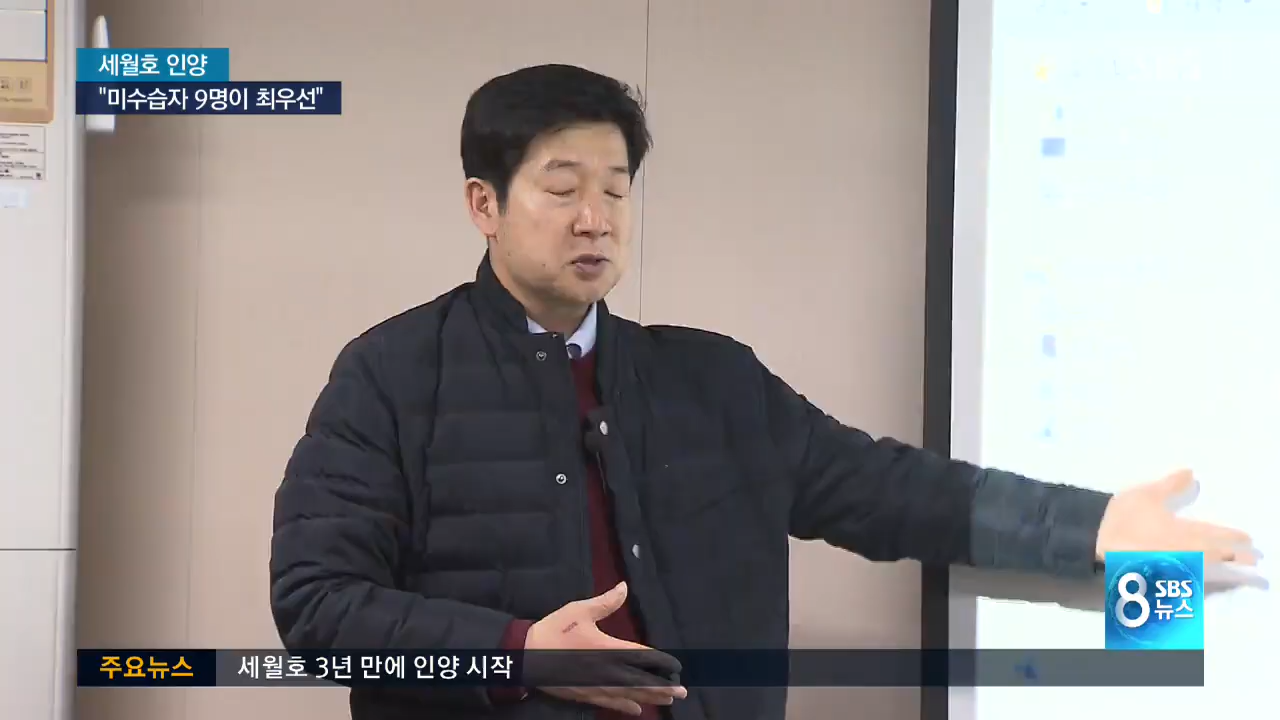 세월호 인양
"미수습자 9명이 최우선"
8 SBS
뉴스
주요뉴스 세월호 3년 만에 인양 시작